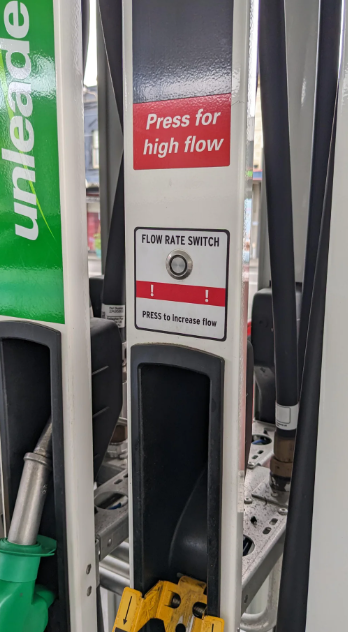 unleade
Press for
high flow
FLOW RATE SWITCH
! !
PRESS to increase flow